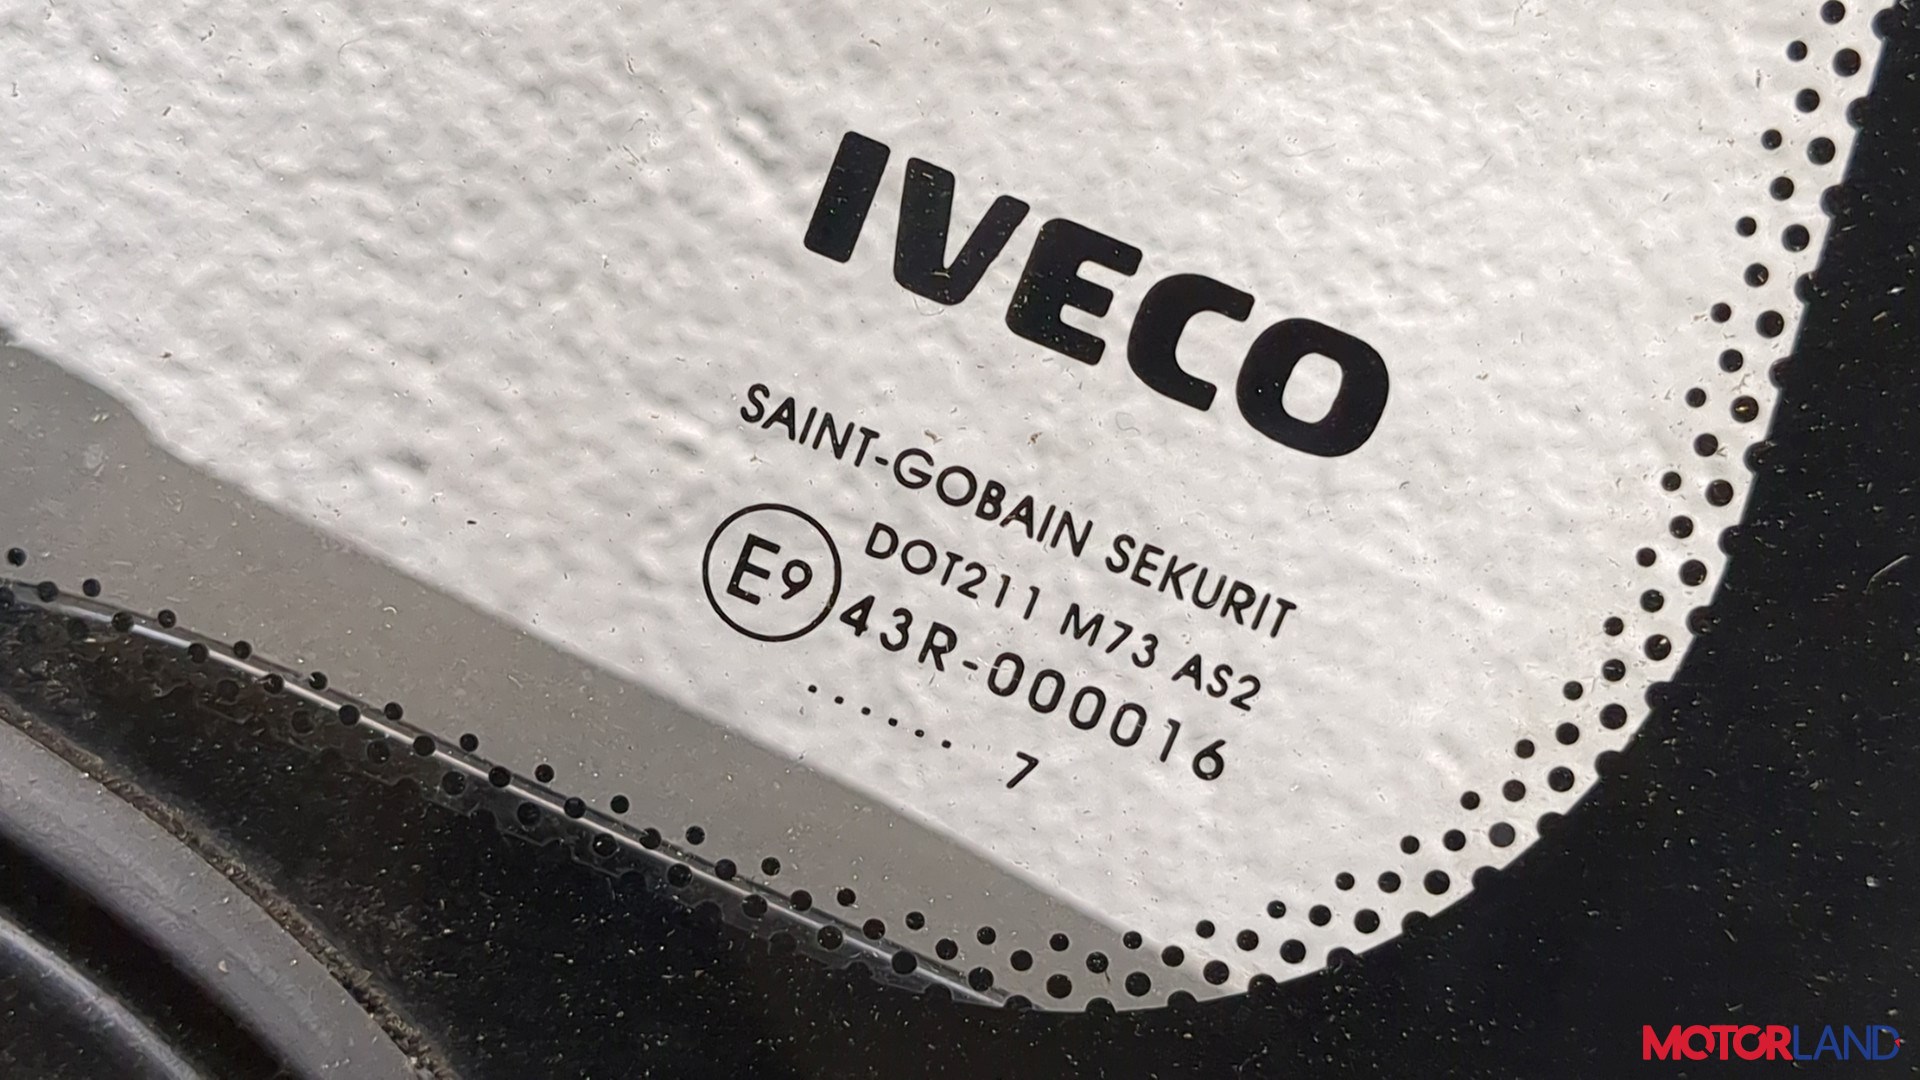 IVECO
SAINT-GOBAIN SEKURIT
DOT211 M73 AS2
E9 43R-000016
..... 7
MOTORLAND